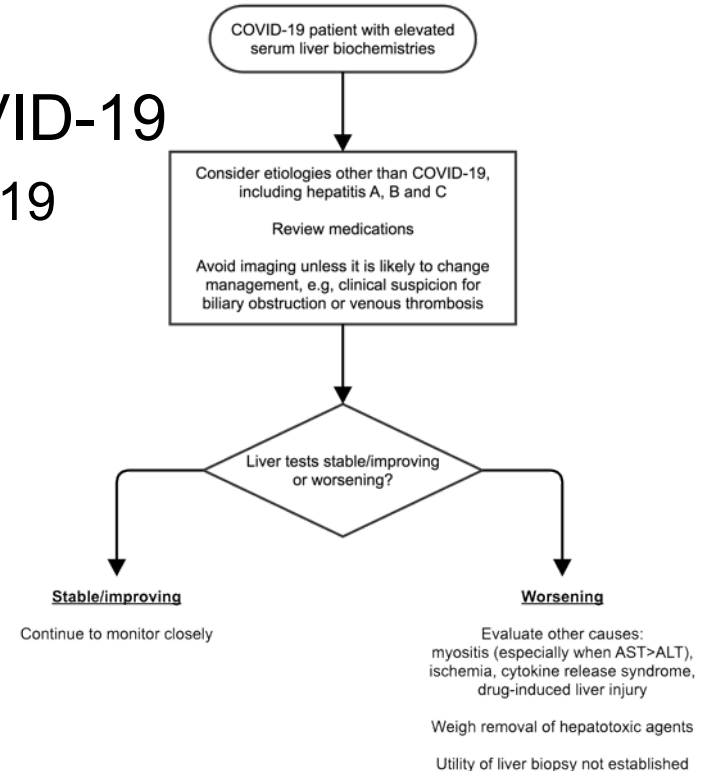 COVID-19 patient with elevated
serum liver biochemistries
VID-19
19
Consider etiologies other than COVID-19,
including hepatitis A, B and C
Review medications
Avoid imaging unless it is likely to change
management, e.g, clinical suspicion for
biliary obstruction or venous thrombosis
Liver tests stable/improving
or worsening?
Stable/improving
Continue to monitor closely
Worsening
Evaluate other causes:
myositis (especially when AST>ALT),
ischemia, cytokine release syndrome,
drug-induced liver injury
Weigh removal of hepatotoxic agents
Utility of liver biopsy not established